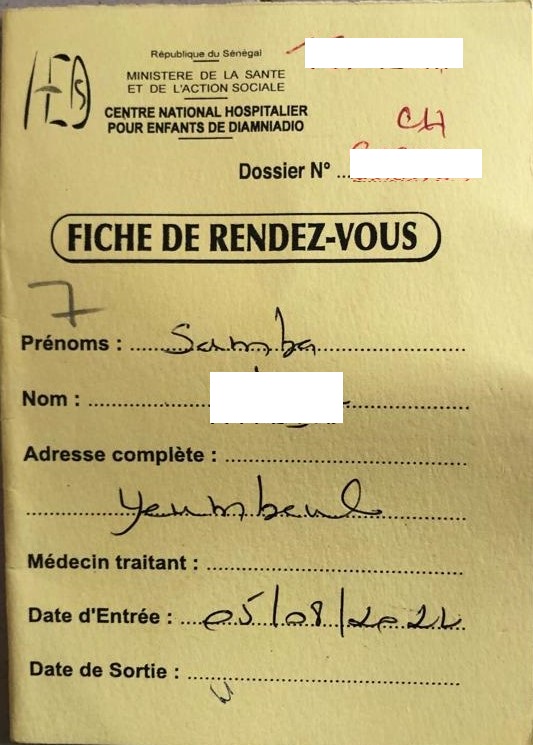 République du Sénégal
MINISTERE DE LA SANTE
ET DE L'ACTION SOCIALE
CENTRE NATIONAL HOSPITALIER
POUR ENFANTS DE DIAMNIADIO
CH
Dossier N° ...
FICHE DE RENDEZ-VOUS
7
Prénoms : Samba
Nom :
Adresse complète :
Yeumbeul
Médecin traitant :
Date d'Entrée : 05/08/2022
Date de Sortie :